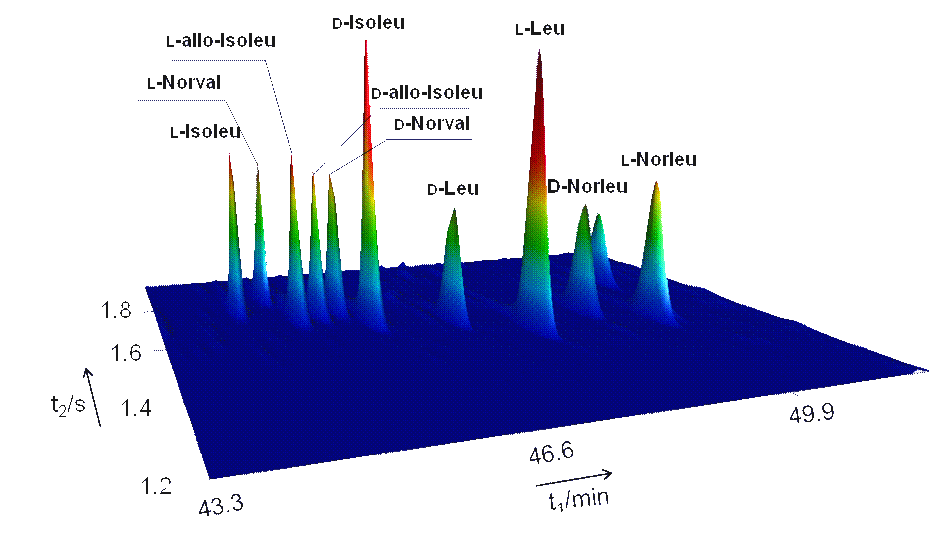 D-Isoleu
L-Leu
L-allo-Isoleu
L-Norval
D-allo-Isoleu
D-Norval
L-Isoleu
L-Norleu
D-Leu
D-Norleu
1.8
1.6
1.4
1.2
t₂/s
43.3
46.6
49.9
t₁/min